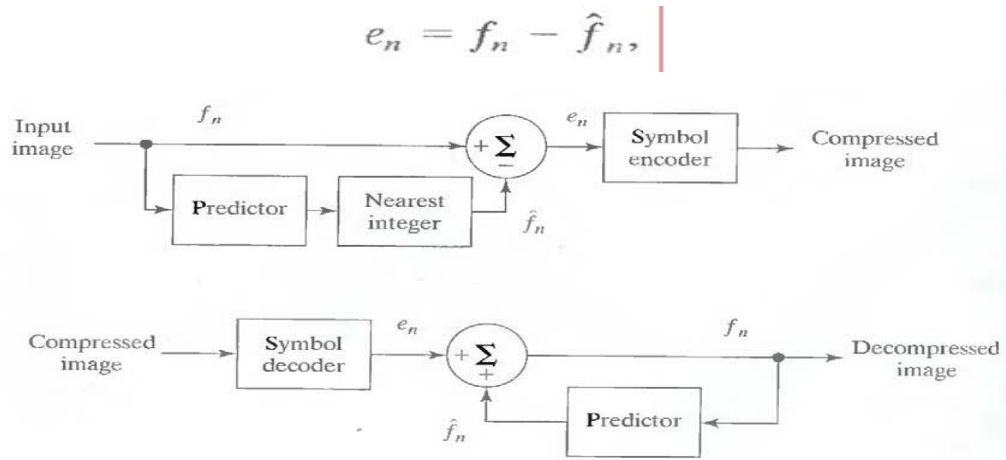 eₙ = fₙ − f̂ₙ,
fₙ
eₙ
Input
image
+ Σ
−
Symbol
encoder
Compressed
image
Predictor
Nearest
integer
f̂ₙ
Compressed
image
Symbol
decoder
eₙ
+ Σ
+
fₙ
Decompressed
image
f̂ₙ
Predictor